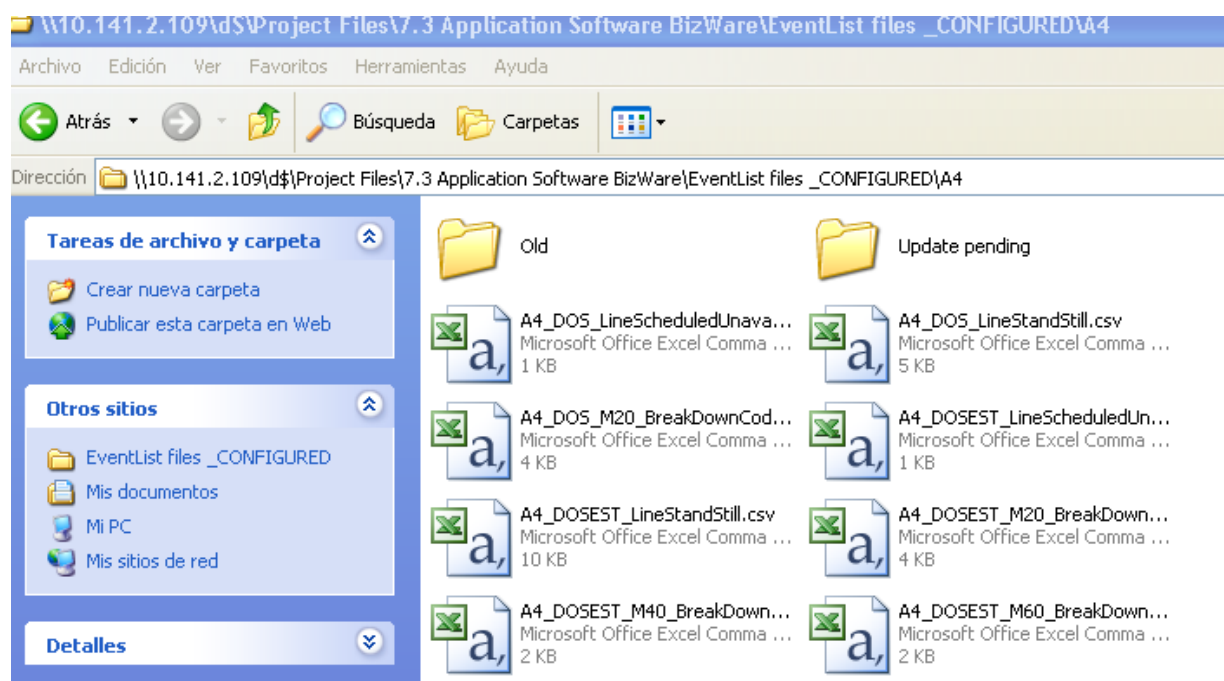 \\10.141.2.109\d$\Project Files\7.3 Application Software BizWare\EventList files _CONFIGURED\A4
Archivo Edición Ver Favoritos Herramientas Ayuda
Atrás Búsqueda Carpetas
Dirección \\10.141.2.109\d$\Project Files\7.3 Application Software BizWare\EventList files _CONFIGURED\A4
Tareas de archivo y carpeta
Crear nueva carpeta
Publicar esta carpeta en Web
Otros sitios
EventList files _CONFIGURED
Mis documentos
Mi PC
Mis sitios de red
Detalles
Old
Update pending
A4_DOS_LineScheduledUnava...
Microsoft Office Excel Comma ...
1 KB
A4_DOS_LineStandStill.csv
Microsoft Office Excel Comma ...
5 KB
A4_DOS_M20_BreakDownCod...
Microsoft Office Excel Comma ...
4 KB
A4_DOSEST_LineScheduledUn...
Microsoft Office Excel Comma ...
1 KB
A4_DOSEST_LineStandStill.csv
Microsoft Office Excel Comma ...
10 KB
A4_DOSEST_M20_BreakDown...
Microsoft Office Excel Comma ...
4 KB
A4_DOSEST_M40_BreakDown...
Microsoft Office Excel Comma ...
2 KB
A4_DOSEST_M60_BreakDown...
Microsoft Office Excel Comma ...
2 KB